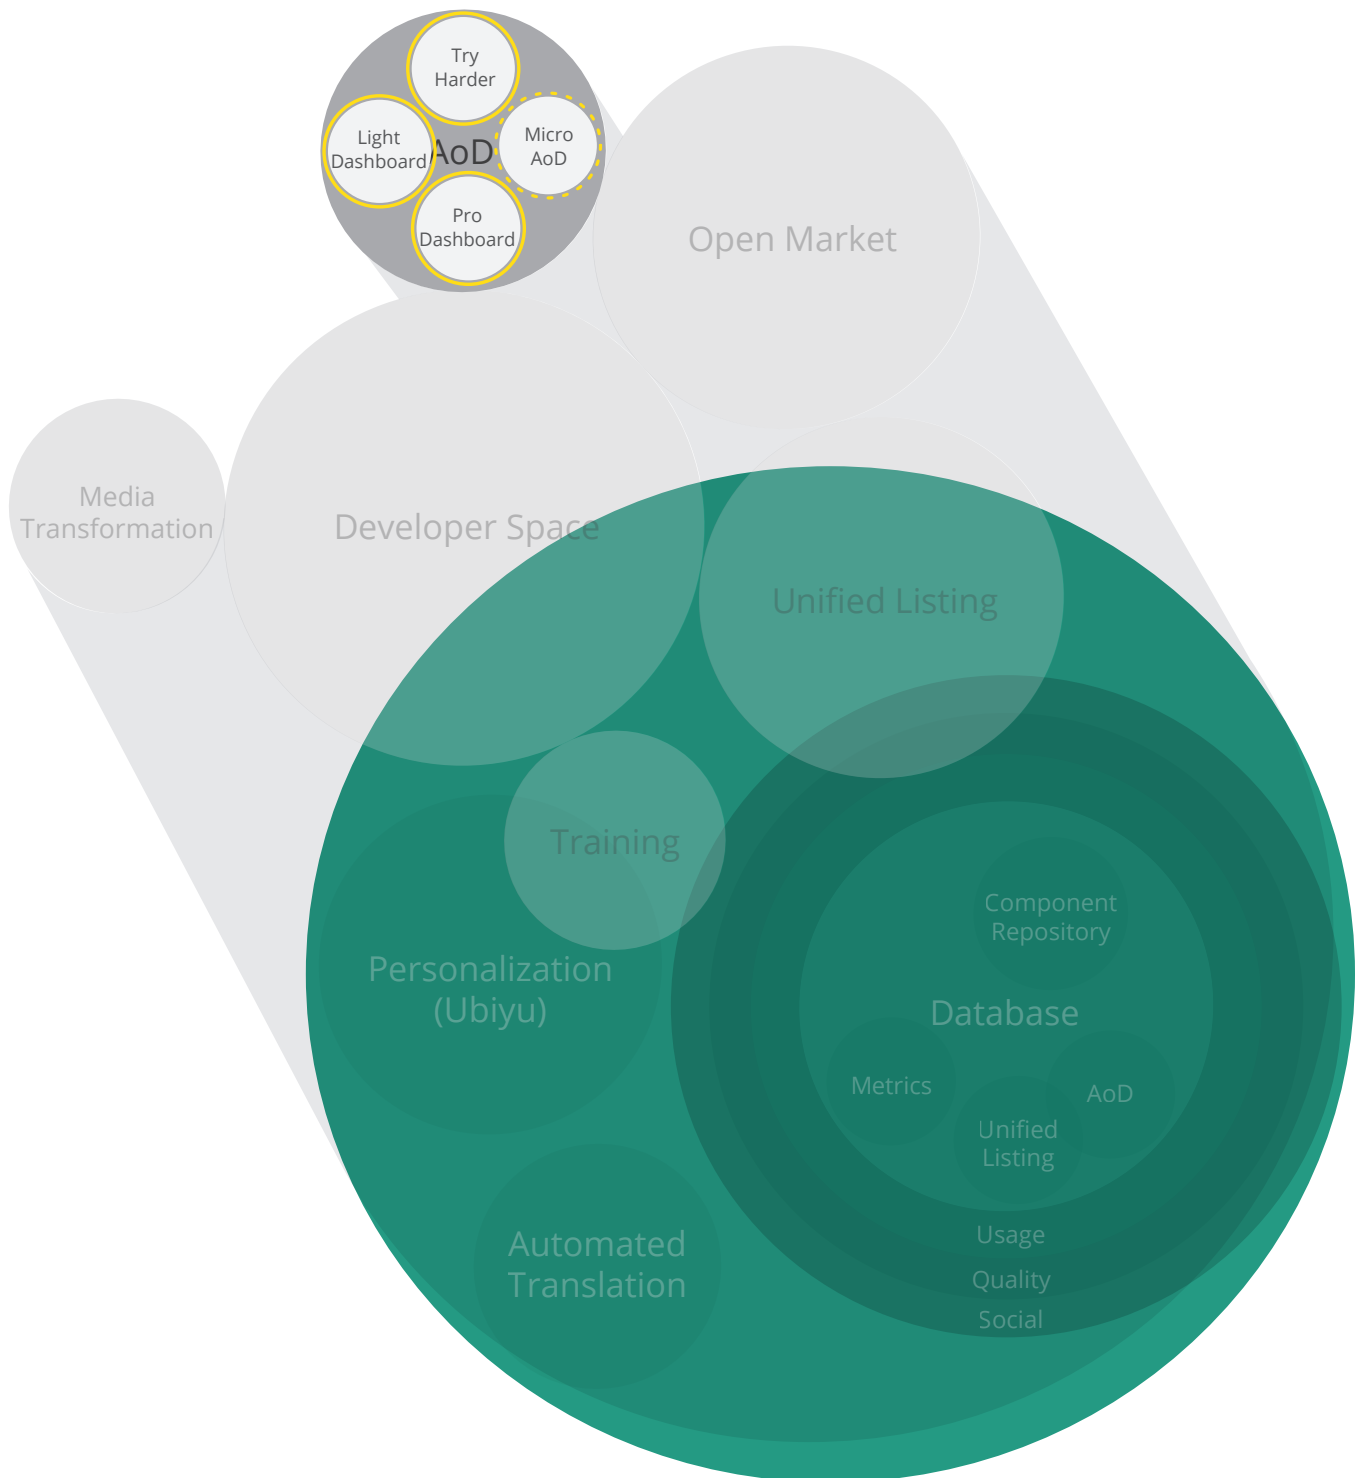 Try
Harder
Light
Dashboard
AoD
Micro
AoD
Pro
Dashboard
Open Market
Media
Transformation
Developer Space
Unified Listing
Training
Personalization
(Ubiyu)
Component
Repository
Database
Metrics
AoD
Unified
Listing
Automated
Translation
Usage
Quality
Social